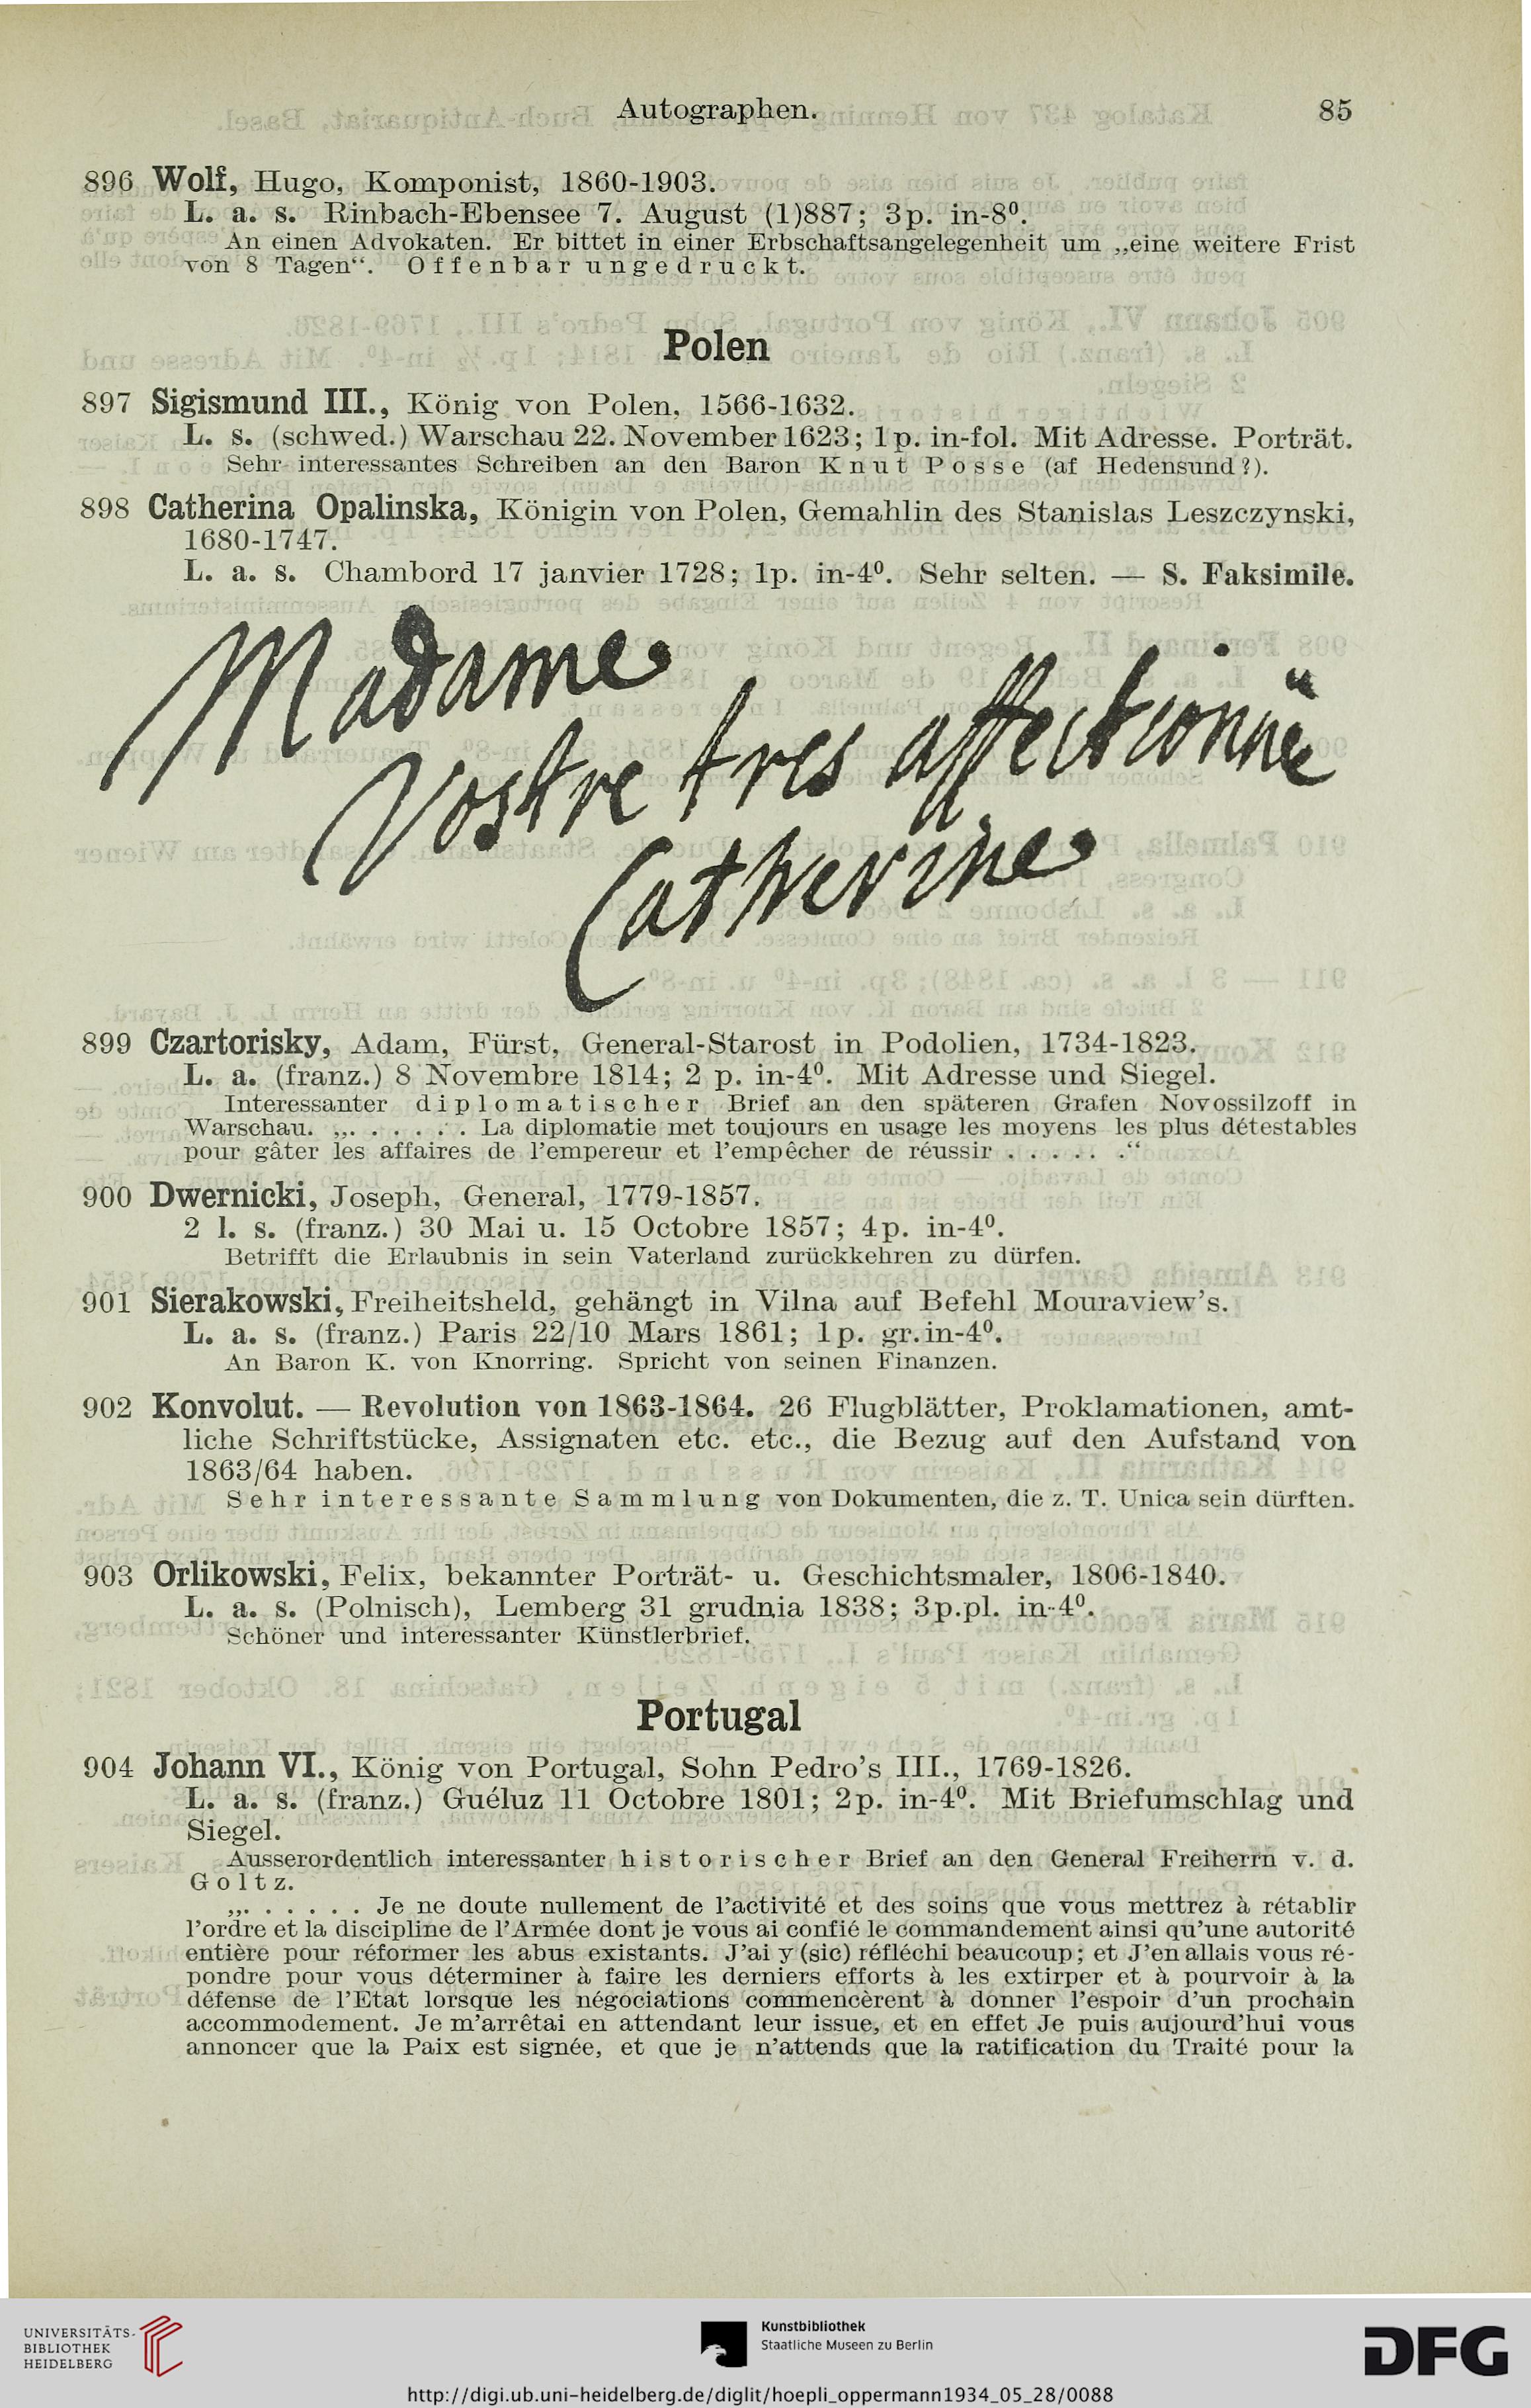 Autographen. 85
896 Wolf, Hugo, Komponist, 1860-1903.
L. a. s. Rinbach-Ebensee 7. August (1)887; 3p. in-8⁰.
An einen Advokaten. Er bittet in einer Erbschaftsangelegenheit um „eine weitere Frist
von 8 Tagen“. Offenbar ungedruckt.
Polen
897 Sigismund III., König von Polen, 1566-1632.
L. s. (schwed.) Warschau 22. November 1623; 1p. in-fol. Mit Adresse. Porträt.
Sehr interessantes Schreiben an den Baron Knut Posse (af Hedensund?).
898 Catherina Opalinska, Königin von Polen, Gemahlin des Stanislas Leszczynski,
1680-1747.
L. a. s. Chambord 17 janvier 1728; 1p. in-4⁰. Sehr selten. — S. Faksimile.
Madame
Vostre tres affectionnée
Catherine
899 Czartorisky, Adam, Fürst, General-Starost in Podolien, 1734-1823.
L. a. (franz.) 8 Novembre 1814; 2 p. in-4⁰. Mit Adresse und Siegel.
Interessanter diplomatischer Brief an den späteren Grafen Novossilzoff in
Warschau. „. . . . . . . La diplomatie met toujours en usage les moyens les plus détestables
pour gâter les affaires de l’empereur et l’empêcher de réussir . . . . . .“
900 Dwernicki, Joseph, General, 1779-1857.
2 l. s. (franz.) 30 Mai u. 15 Octobre 1857; 4p. in-4⁰.
Betrifft die Erlaubnis in sein Vaterland zurückkehren zu dürfen.
901 Sierakowski, Freiheitsheld, gehängt in Vilna auf Befehl Mouraview’s.
L. a. s. (franz.) Paris 22/10 Mars 1861; 1p. gr.in-4⁰.
An Baron K. von Knorring. Spricht von seinen Finanzen.
902 Konvolut. — Revolution von 1863-1864. 26 Flugblätter, Proklamationen, amt-
liche Schriftstücke, Assignaten etc. etc., die Bezug auf den Aufstand von
1863/64 haben.
Sehr interessante Sammlung von Dokumenten, die z. T. Unica sein dürften.
903 Orlikowski, Felix, bekannter Porträt- u. Geschichtsmaler, 1806-1840.
L. a. s. (Polnisch), Lemberg 31 grudnia 1838; 3p.pl. in-4⁰.
Schöner und interessanter Künstlerbrief.
Portugal
904 Johann VI., König von Portugal, Sohn Pedro’s III., 1769-1826.
L. a. s. (franz.) Guéluz 11 Octobre 1801; 2p. in-4⁰. Mit Briefumschlag und
Siegel.
Ausserordentlich interessanter historischer Brief an den General Freiherrn v. d.
Goltz.
„. . . . . . . Je ne doute nullement de l’activité et des soins que vous mettrez à rétablir
l’ordre et la discipline de l’Armée dont je vous ai confié le commandement ainsi qu’une autorité
entière pour réformer les abus existants. J’ai y (sic) réfléchi beaucoup; et J’en allais vous ré-
pondre pour vous déterminer à faire les derniers efforts à les extirper et à pourvoir à la
défense de l’Etat lorsque les négociations commencèrent à donner l’espoir d’un prochain
accommodement. Je m’arrêtai en attendant leur issue, et en effet Je puis aujourd’hui vous
annoncer que la Paix est signée, et que je n’attends que la ratification du Traité pour la
UNIVERSITÄTS-
BIBLIOTHEK
HEIDELBERG
Kunstbibliothek
Staatliche Museen zu Berlin
DFG
http://digi.ub.uni-heidelberg.de/diglit/hoepli_oppermann1934_05_28/0088